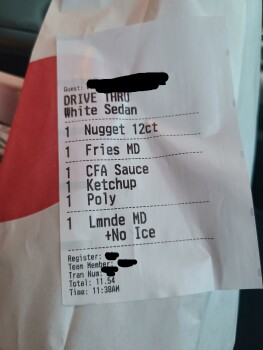 Guest:
DRIVE THRU
White Sedan
1 Nugget 12ct
1 Fries MD
1 CFA Sauce
1 Ketchup
1 Poly
1 Lmnde MD
+No Ice
Register:
Team Member:
Tran Num:
Total: 11.54
Time: 11:38AM